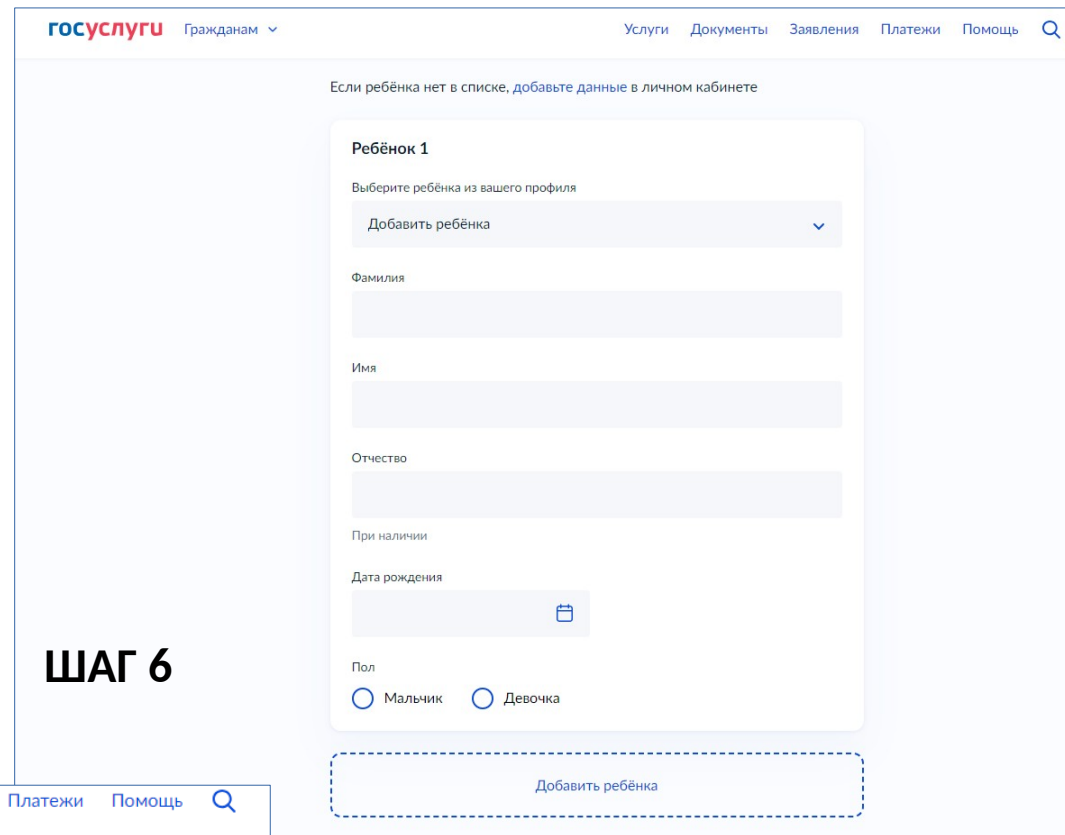 госуслуги Гражданам Услуги Документы Заявления Платежи Помощь
Если ребёнка нет в списке, добавьте данные в личном кабинете
Ребёнок 1
Выберите ребёнка из вашего профиля
Добавить ребёнка
Фамилия
Имя
Отчество
При наличии
Дата рождения
ШАГ 6
Пол
Мальчик Девочка
Добавить ребёнка
Платежи Помощь